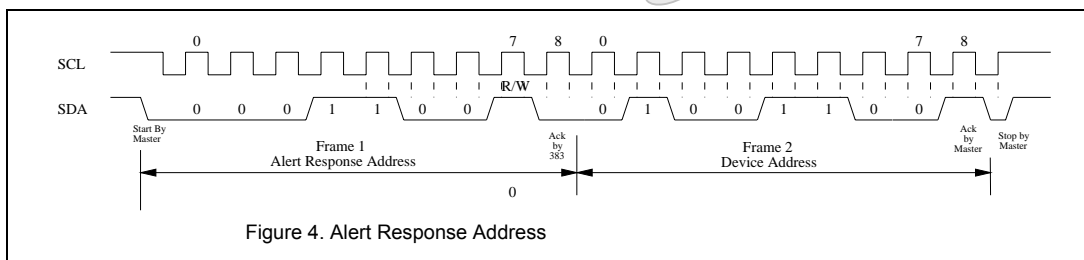 0 7 8 0 7 8
SCL
R/W
SDA 0 0 0 1 1 0 0 0 1 0 0 1 1 0 0
Start By
Master
Ack
by
383
Ack
by
Master
Stop by
Master
Frame 1
Alert Response Address
Frame 2
Device Address
0
Figure 4. Alert Response Address